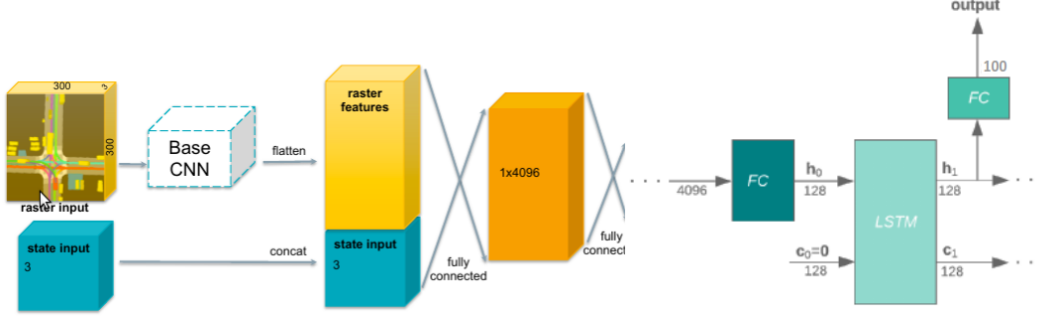 300
3
300
raster input
Base
CNN
flatten
raster
features
state input
3
concat
state input
3
fully
connected
1x4096
fully
connect
4096
FC
h₀
128
c₀=0
128
LSTM
h₁
128
c₁
128
FC
100
output